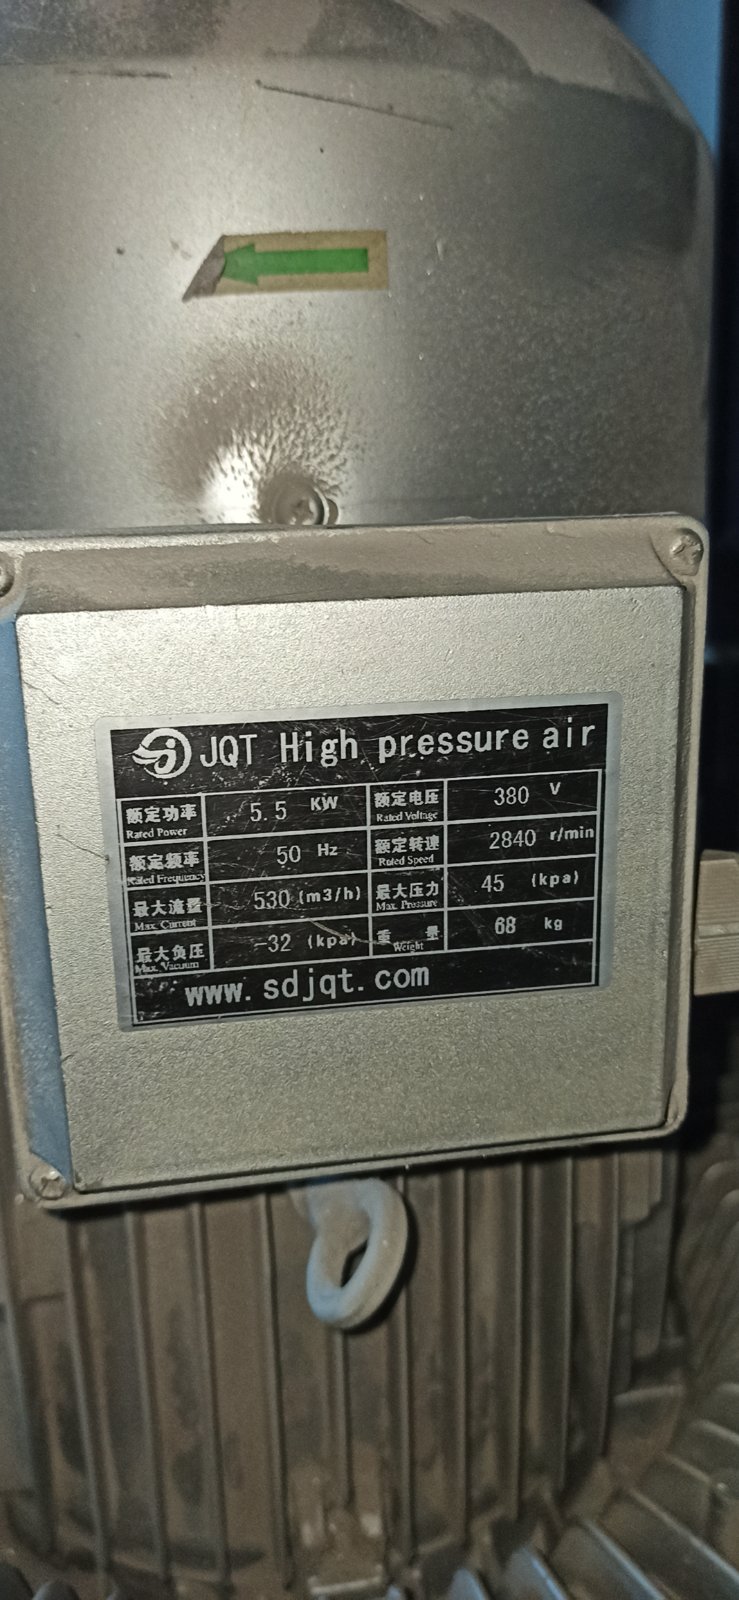 JQT High pressure air
额定功率 5.5 KW 额定电压 380 V
Rated Power Rated Voltage
额定频率 50 Hz 额定转速 2840 r/min
Rated Frequency Rated Speed
最大流量 530 (m3/h) 最大压力 45 (kpa)
Max. Current Max. Pressure
最大负压 -32 (kpa) 重量 68 kg
Max. Vacuum Weight
www.sdjqt.com